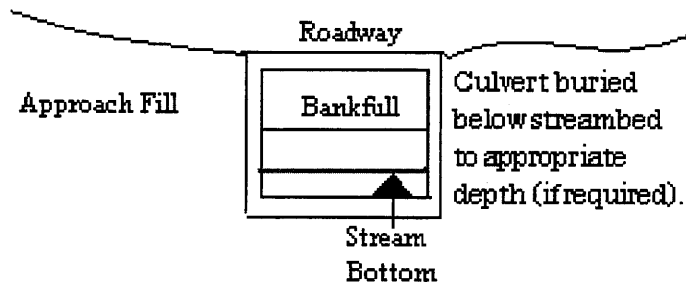 Roadway
Approach Fill
Bankfull
Culvert buried
below streambed
to appropriate
depth (if required).
Stream
Bottom